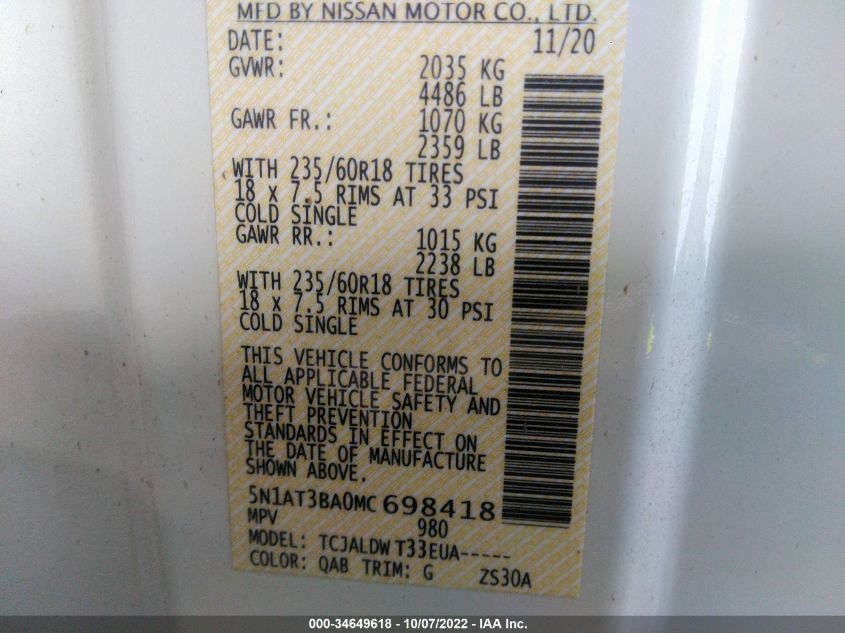 MFD BY NISSAN MOTOR CO., LTD.
DATE: 11/20
GVWR: 2035 KG
4486 LB
GAWR FR.: 1070 KG
2359 LB
WITH 235/60R18 TIRES
18 x 7.5 RIMS AT 33 PSI
COLD SINGLE
GAWR RR.: 1015 KG
2238 LB
WITH 235/60R18 TIRES
18 x 7.5 RIMS AT 30 PSI
COLD SINGLE
THIS VEHICLE CONFORMS TO
ALL APPLICABLE FEDERAL
MOTOR VEHICLE SAFETY AND
THEFT PREVENTION
STANDARDS IN EFFECT ON
THE DATE OF MANUFACTURE
SHOWN ABOVE.
5N1AT3BA0MC 698418
MPV 980
MODEL: TCJALDW T33EUA-----
COLOR: QAB TRIM: G ZS30A
000-34649618 - 10/07/2022 - IAA Inc.